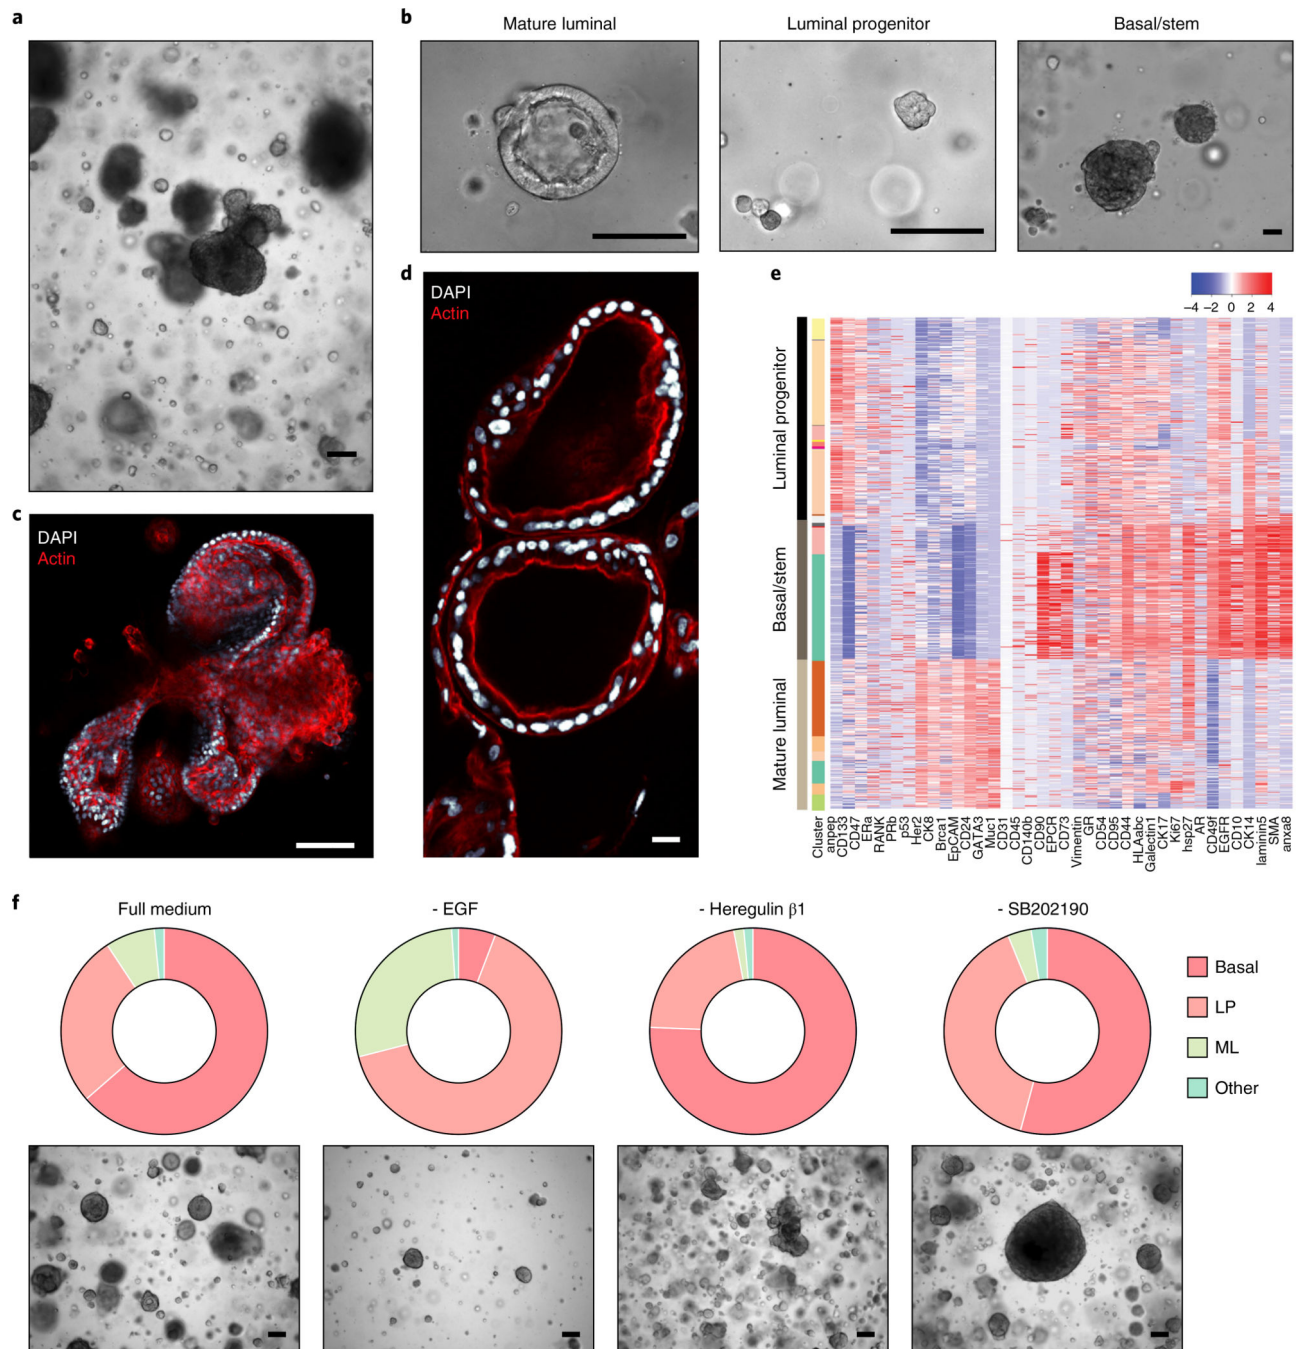 a
b
Mature luminal
Luminal progenitor
Basal/stem
c
DAPI
Actin
d
DAPI
Actin
e
−4 −2 0 2 4
Luminal progenitor
Basal/stem
Mature luminal
Cluster
anpep
CD133
CD47
ERa
RANK
PRb
p53
Her2
CK8
Brca1
EpCAM
CD24
GATA3
Muc1
CD31
CD45
CD140b
CD90
EPCR
CD73
Vimentin
GR
CD54
CD95
CD44
HLAabc
Galectin1
CK17
Ki67
hsp27
AR
CD49f
EGFR
CD10
CK14
laminin5
SMA
anxa8
f
Full medium
- EGF
- Heregulin β1
- SB202190
Basal
LP
ML
Other